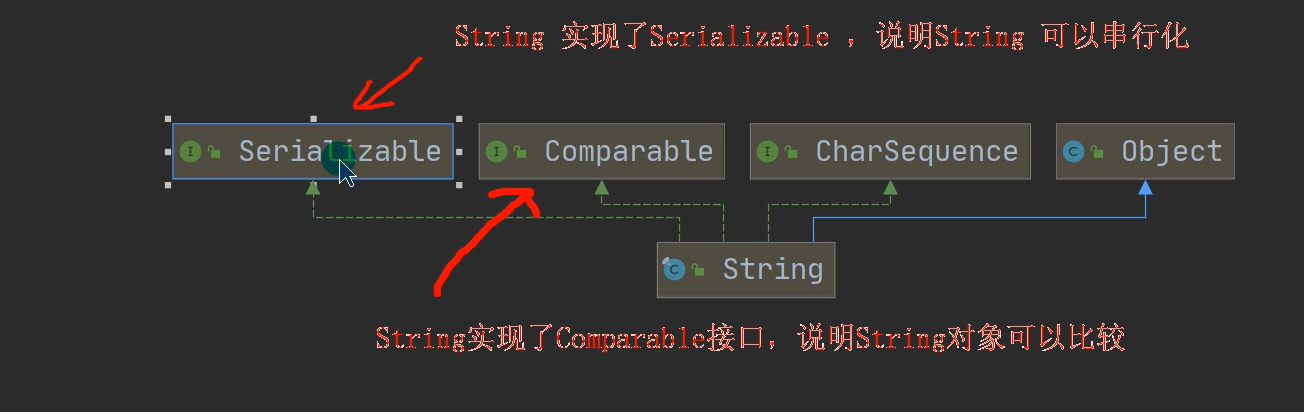 String 实现了Serializable ，说明String 可以串行化
Serializable
Comparable
CharSequence
Object
String
String实现了Comparable接口，说明String对象可以比较